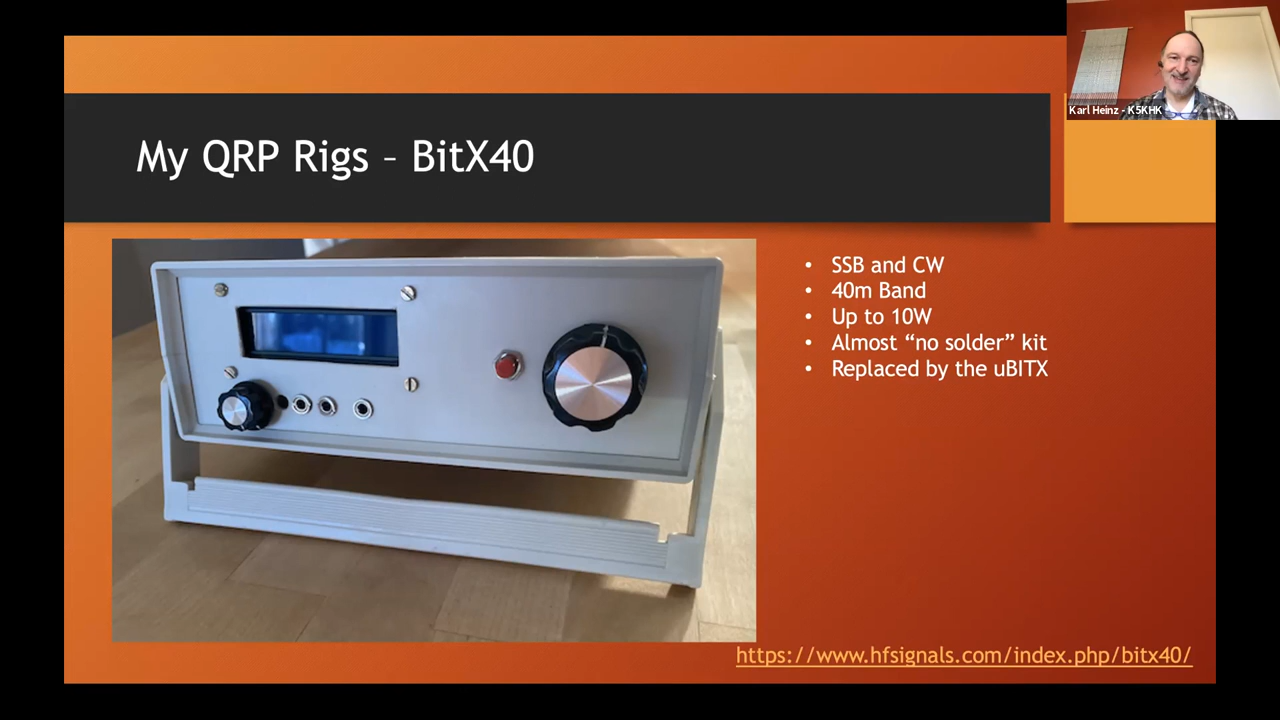 Karl Heinz - K5KHK
My QRP Rigs – BitX40
• SSB and CW
• 40m Band
• Up to 10W
• Almost “no solder” kit
• Replaced by the uBITX
https://www.hfsignals.com/index.php/bitx40/